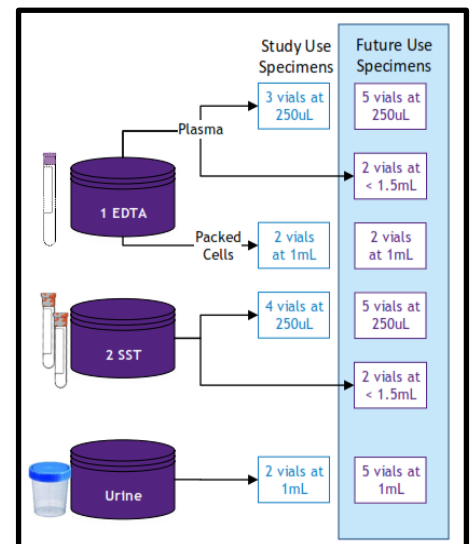 Study Use
Specimens
Future Use
Specimens
3 vials at
250uL
5 vials at
250uL
Plasma
2 vials at
< 1.5mL
1 EDTA
Packed
Cells
2 vials
at 1mL
2 vials
at 1mL
4 vials at
250uL
5 vials at
250uL
2 SST
2 vials at
< 1.5mL
2 vials at
1mL
5 vials at
1mL
Urine